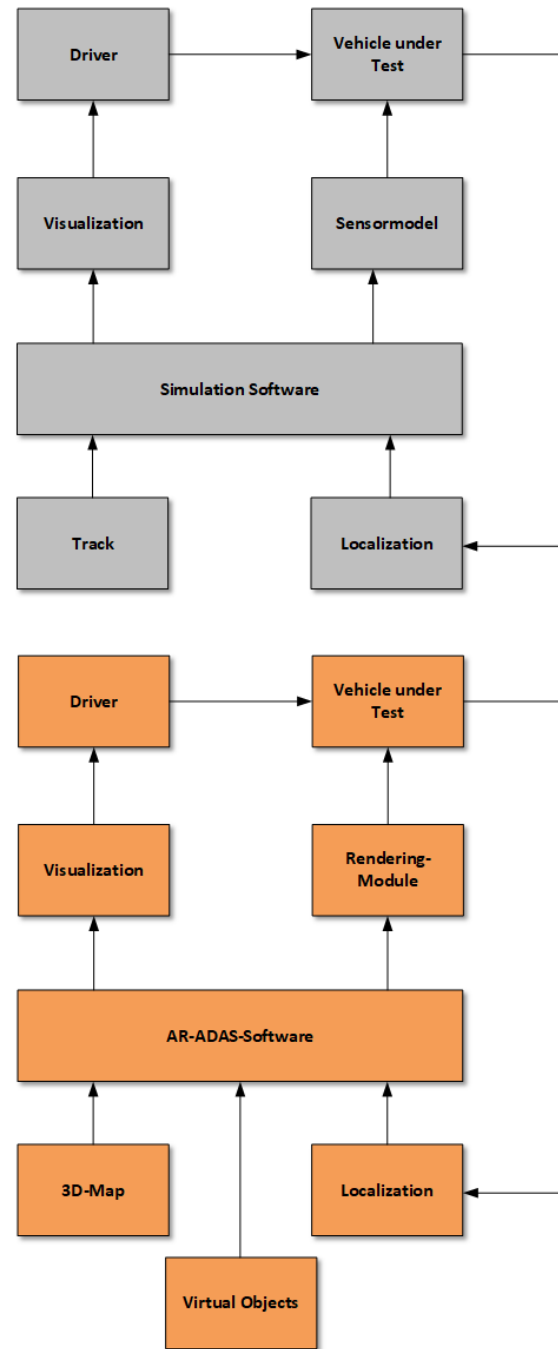 Driver
Vehicle under
Test
Visualization
Sensormodel
Simulation Software
Track
Localization
Driver
Vehicle under
Test
Visualization
Rendering-
Module
AR-ADAS-Software
3D-Map
Localization
Virtual Objects